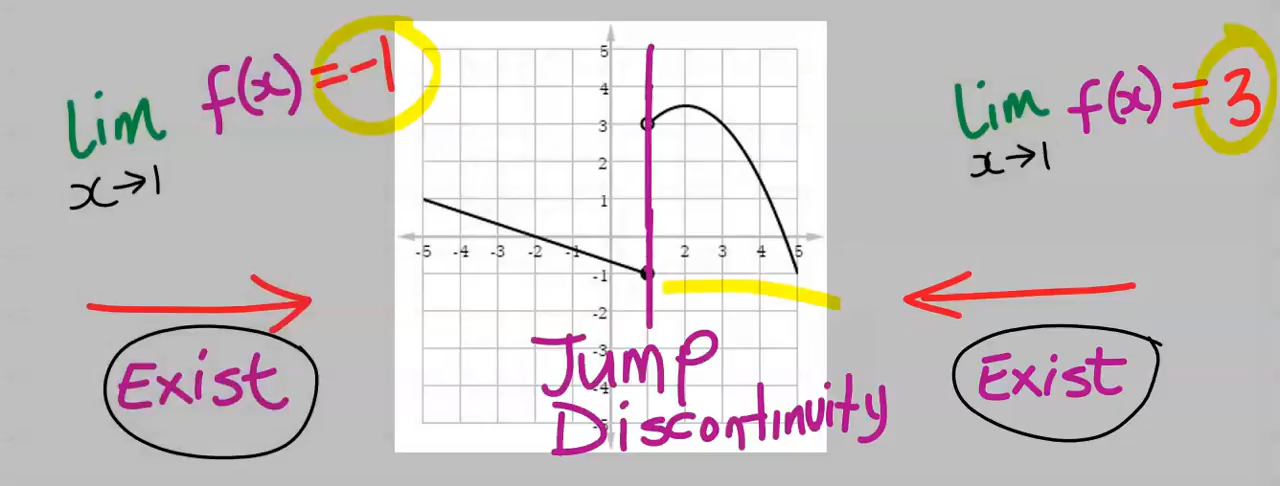 Lim f(x) = -1
x→1
Lim f(x) = 3
x→1
5
4
3
2
1
-5 -4 -3 -2 -1 2 3 4 5
-1
-2
-3
-4
-5
Exist
Jump
Discontinuity
Exist